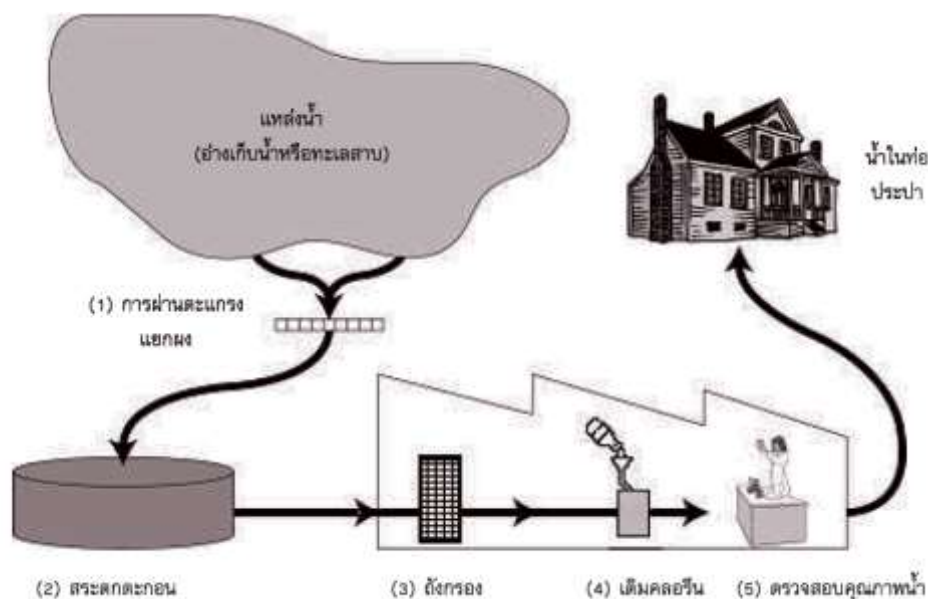 แหล่งน้ำ
(อ่างเก็บน้ำหรือทะเลสาบ)
น้ำในท่อ
ประปา
(1) การผ่านตะแกรง
แยกผง
(2) สระตกตะกอน
(3) ถังกรอง
(4) เติมคลอรีน
(5) ตรวจสอบคุณภาพน้ำ